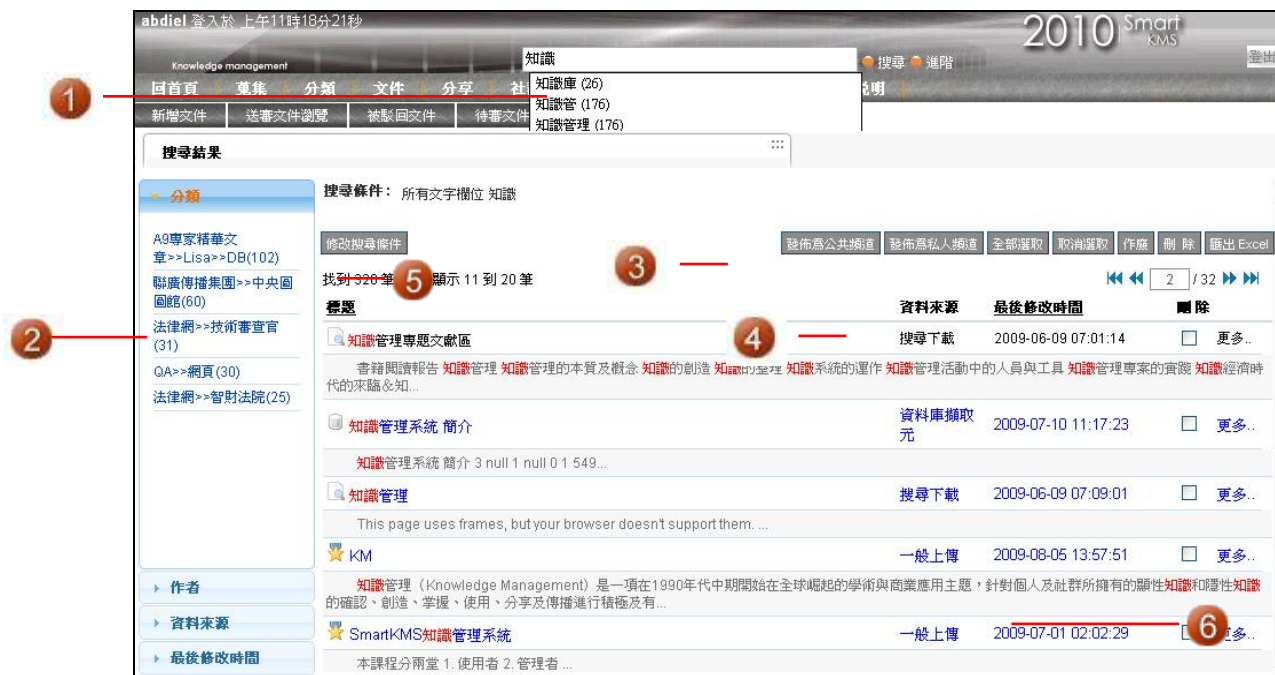 abdiel 登入於 上午11時18分21秒
2010 Smart KMS
登出
Knowledge management
知識
搜尋 進階
回首頁 蒐集 分類 文件 分享 社 說明
知識庫 (26)
知識管 (176)
知識管理 (176)
1
新增文件 送審文件瀏覽 被駁回文件 待審文件
搜尋結果
分類
搜尋條件: 所有文字欄位 知識
A9專家精華文
章>>Lisa>>DB(102)
聯廣傳播集團>>中央圖
圖館(60)
法律網>>技術審查官
(31)
QA>>網頁(30)
法律網>>智財法院(25)
2
修改搜尋條件
發佈為公共頻道 發佈為私人頻道 全部選取 取消選取 作廢 刪 除 匯出 Excel
3
找到 320 筆 5 顯示 11 到 20 筆
2 / 32
標題 資料來源 最後修改時間 刪除
知識管理專題文獻區 4 搜尋下載 2009-06-09 07:01:14 更多..
書籍閱讀報告 知識管理 知識管理的本質及概念 知識的創造 知識的整理 知識系統的運作 知識管理活動中的人員與工具 知識管理專案的實踐 知識經濟時
代的來臨&知...
知識管理系統 簡介 資料庫擷取元 2009-07-10 11:17:23 更多..
知識管理系統 簡介 3 null 1 null 0 1 549...
知識管理 搜尋下載 2009-06-09 07:09:01 更多..
This page uses frames, but your browser doesn't support them. ...
KM 一般上傳 2009-08-05 13:57:51 更多..
知識管理（Knowledge Management）是一項在1990年代中期開始在全球崛起的學術與商業應用主題，針對個人及社群所擁有的顯性知識和隱性知識
的確認、創造、掌握、使用、分享及傳播進行積極及有...
SmartKMS知識管理系統 一般上傳 2009-07-01 02:02:29 6 多..
本課程分兩堂 1. 使用者 2. 管理者 ...
作者
資料來源
最後修改時間